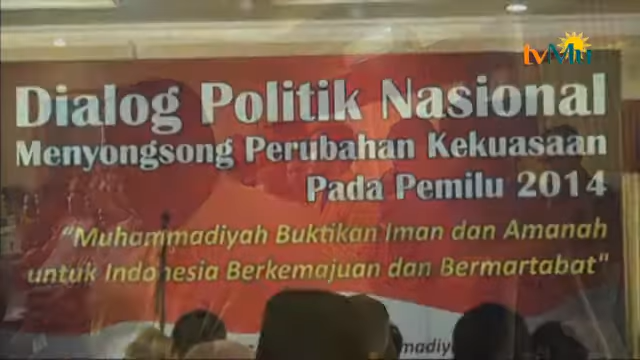 tvMu
Dialog Politik Nasional
Menyongsong Perubahan Kekuasaan
Pada Pemilu 2014
"Muhammadiyah Buktikan Iman dan Amanah
untuk Indonesia Berkemajuan dan Bermartabat"